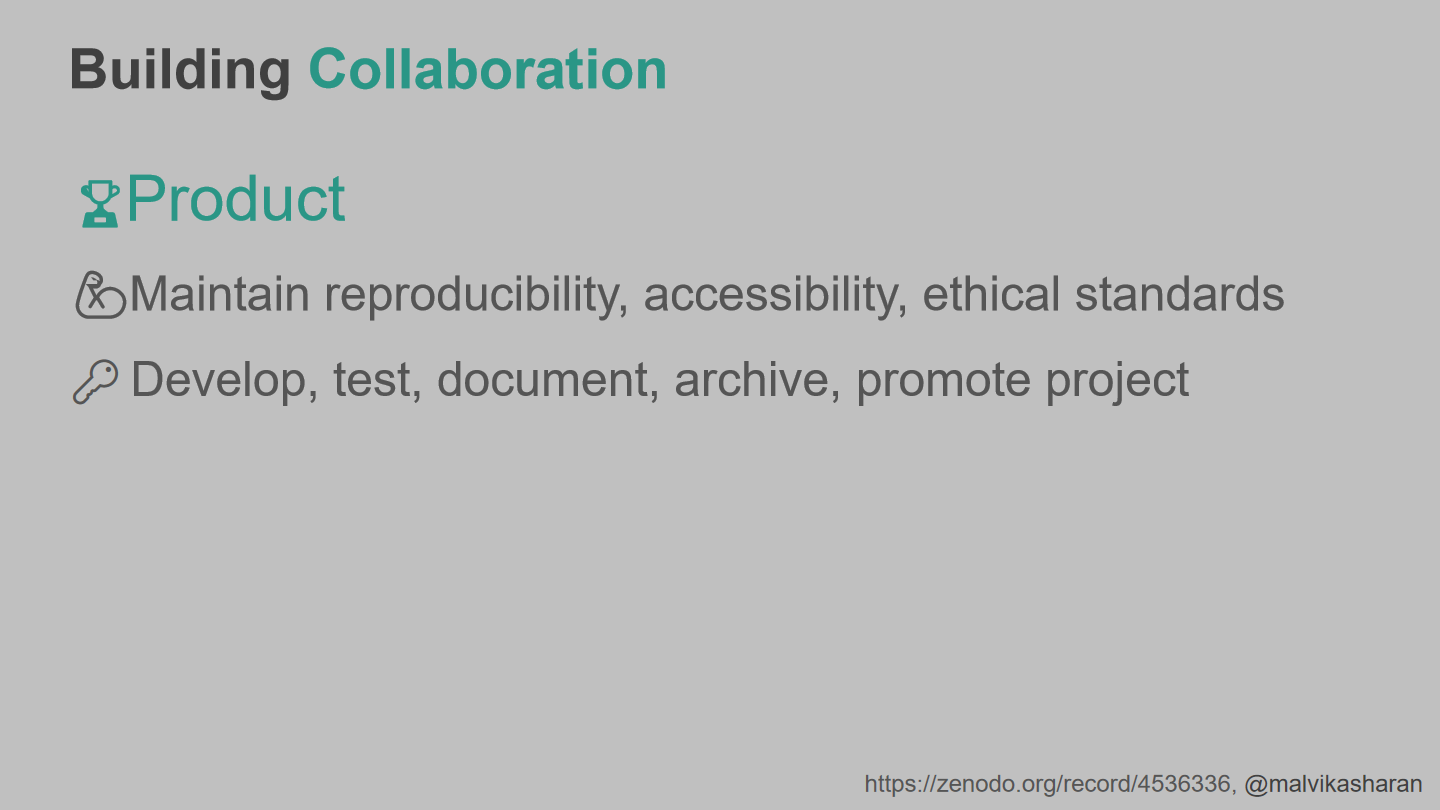 Building Collaboration
Product
Maintain reproducibility, accessibility, ethical standards
Develop, test, document, archive, promote project
https://zenodo.org/record/4536336, @malvikasharan